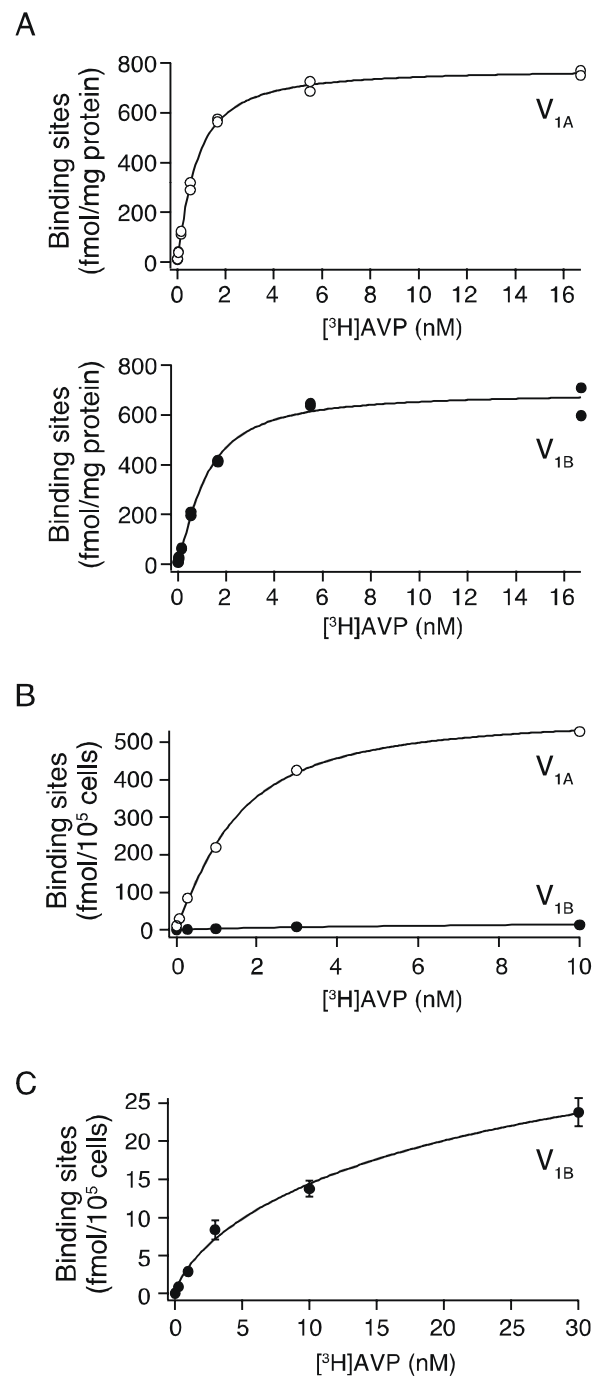 A
Binding sites
(fmol/mg protein)
800
600
400
200
0
V1A
0 2 4 6 8 10 12 14 16
[³H]AVP (nM)
Binding sites
(fmol/mg protein)
800
600
400
200
0
V1B
0 2 4 6 8 10 12 14 16
[³H]AVP (nM)
B
Binding sites
(fmol/10⁵ cells)
500
400
300
200
100
0
V1A
V1B
0 2 4 6 8 10
[³H]AVP (nM)
C
Binding sites
(fmol/10⁵ cells)
25
20
15
10
5
0
V1B
0 5 10 15 20 25 30
[³H]AVP (nM)